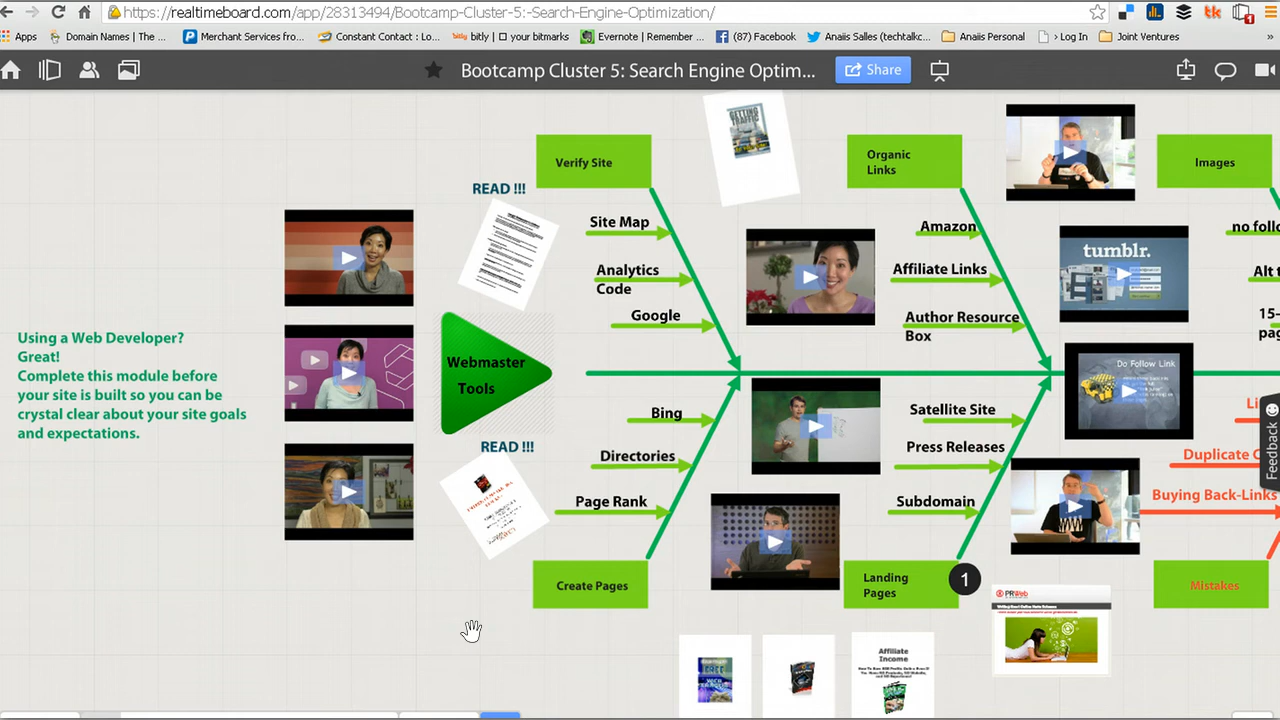 https://realtimeboard.com/app/28313494/Bootcamp-Cluster-5:-Search-Engine-Optimization/
Apps
Domain Names | The ...
Merchant Services fro...
Constant Contact : Lo...
bitly | ☐ your bitmarks
Evernote | Remember ...
(87) Facebook
Anaiis Salles (techtalkc...
Anaiis Personal
> Log In
Joint Ventures
»
Bootcamp Cluster 5: Search Engine Optim...
Share
GETTING
TRAFFIC
Verify Site
Organic
Links
Images
READ !!!
Site Map
Analytics
Code
Google
Amazon
Affiliate Links
Author Resource
Box
tumblr.
no follo
Alt t
15-
pag
Using a Web Developer?
Great!
Complete this module before
your site is built so you can be
crystal clear about your site goals
and expectations.
Webmaster
Tools
Do Follow Link
Bing
Directories
Page Rank
Satellite Site
Press Releases
Subdomain
Li
Duplicate C
Buying Back-Links
Feedback
READ !!!
Create Pages
Landing
Pages
1
Mistakes
PRWeb
Affiliate
Income